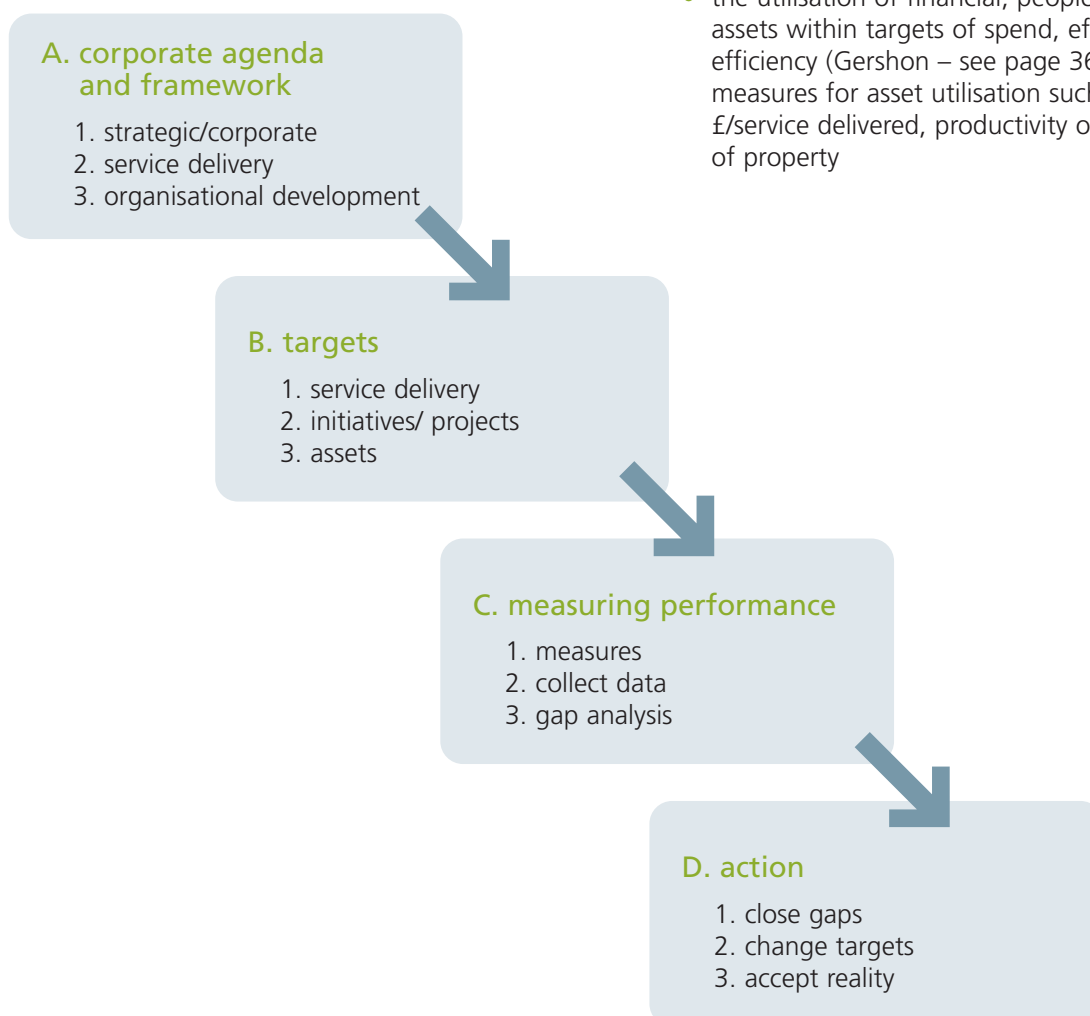 the utilisation of financial, people
assets within targets of spend, ef
efficiency (Gershon – see page 36
measures for asset utilisation such
£/service delivered, productivity o
of property
A. corporate agenda
and framework
1. strategic/corporate
2. service delivery
3. organisational development
B. targets
1. service delivery
2. initiatives/ projects
3. assets
C. measuring performance
1. measures
2. collect data
3. gap analysis
D. action
1. close gaps
2. change targets
3. accept reality